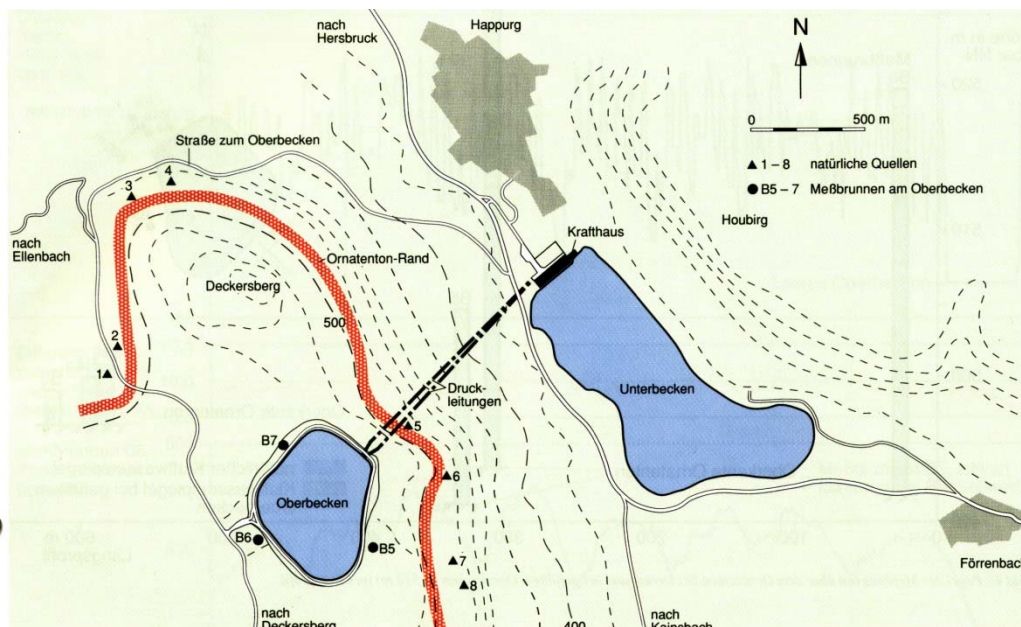 nach
Hersbruck
Happurg
N
0 500 m
▲ 1 – 8 natürliche Quellen
● B5 – 7 Meßbrunnen am Oberbecken
Straße zum Oberbecken
3
4
nach
Ellenbach
Houbirg
Krafthaus
Ornatenton-Rand
Deckersberg
500
2
1
Druck-
leitungen
Unterbecken
5
B7
6
Oberbecken
B6
B5
7
8
Förrenbach
nach
Deckersberg
400
nach
Kainsbach